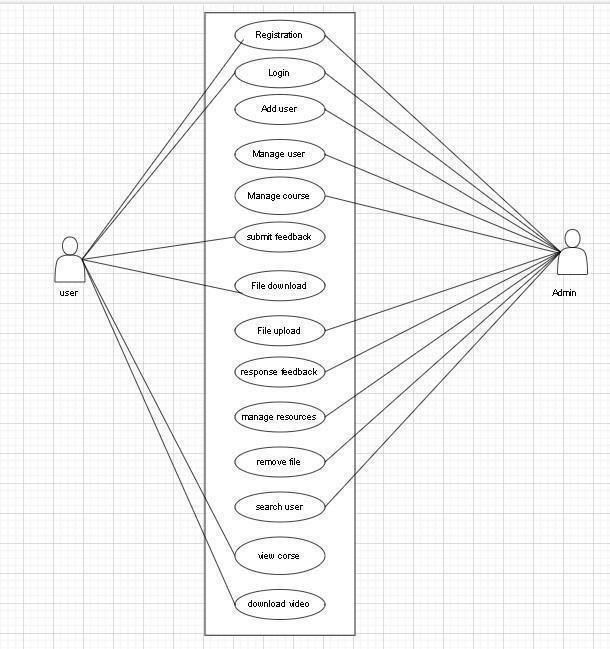 Registration
Login
Add user
Manage user
Manage course
submit feedback
File download
user
Admin
File upload
response feedback
manage resources
remove file
search user
view corse
download video